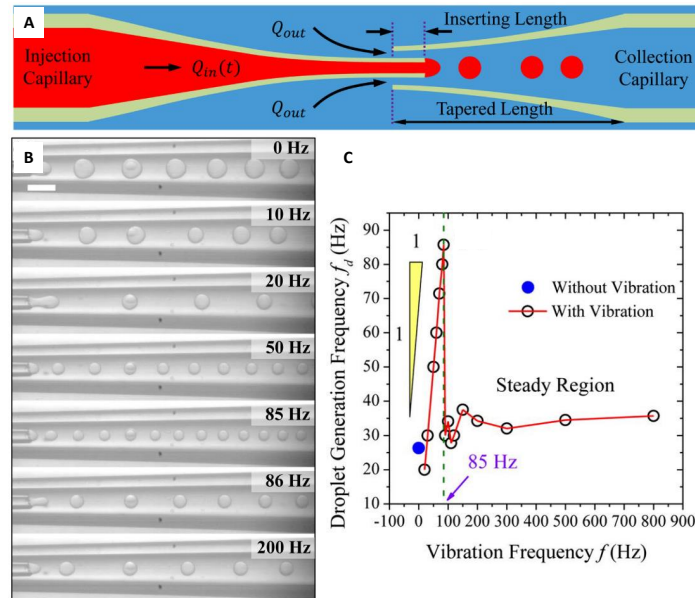 A
Inserting Length
Q_out
Injection
Capillary
Q_in(t)
Collection
Capillary
Q_out
Tapered Length
B
0 Hz
10 Hz
20 Hz
50 Hz
85 Hz
86 Hz
200 Hz
C
Droplet Generation Frequency f_d (Hz)
90
80
70
60
50
40
30
20
10
1
1
Without Vibration
With Vibration
Steady Region
85 Hz
-100 0 100 200 300 400 500 600 700 800 900
Vibration Frequency f (Hz)